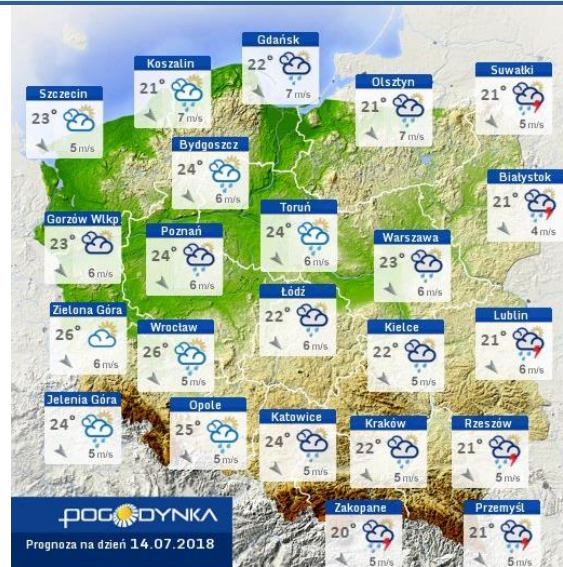 Gdańsk
22°
7 m/s
Koszalin
21°
7 m/s
Suwałki
21°
5 m/s
Olsztyn
21°
7 m/s
Szczecin
23°
5 m/s
Bydgoszcz
24°
6 m/s
Białystok
21°
4 m/s
Toruń
24°
6 m/s
Gorzów Wlkp
23°
6 m/s
Poznań
24°
6 m/s
Warszawa
23°
6 m/s
Łódź
22°
6 m/s
Zielona Góra
26°
6 m/s
Wrocław
26°
5 m/s
Kielce
22°
5 m/s
Lublin
21°
6 m/s
Jelenia Góra
24°
5 m/s
Opole
25°
5 m/s
Katowice
24°
5 m/s
Kraków
22°
5 m/s
Rzeszów
21°
5 m/s
Zakopane
20°
5 m/s
Przemyśl
21°
5 m/s
POGODYNKA
Prognoza na dzień 14.07.2018